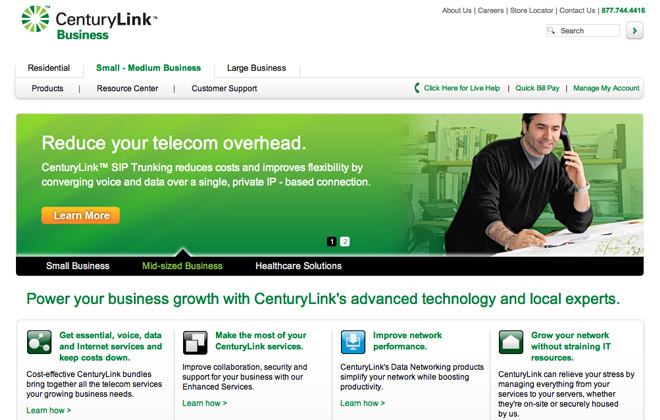 CenturyLink™
Business
About Us | Careers | Store Locator | Contact Us | 877.744.4416
Search
Residential
Small - Medium Business
Large Business
Products | Resource Center | Customer Support
Click Here for Live Help | Quick Bill Pay | Manage My Account
Reduce your telecom overhead.
CenturyLink™ SIP Trunking reduces costs and improves flexibility by
converging voice and data over a single, private IP - based connection.
Learn More
1 2
Small Business
Mid-sized Business
Healthcare Solutions
Power your business growth with CenturyLink's advanced technology and local experts.
Get essential, voice, data
and Internet services and
keep costs down.
Cost-effective CenturyLink bundles
bring together all the telecom services
your growing business needs.
Learn how >
Make the most of your
CenturyLink services.
Improve collaboration, security and
support for your business with our
Enhanced Services.
Learn how >
Improve network
performance.
CenturyLink's Data Networking products
simplify your network while boosting
productivity.
Learn how >
Grow your network
without straining IT
resources.
CenturyLink can relieve your stress by
managing everything from your
services to your servers, whether
they're on-site or securely housed
by us.